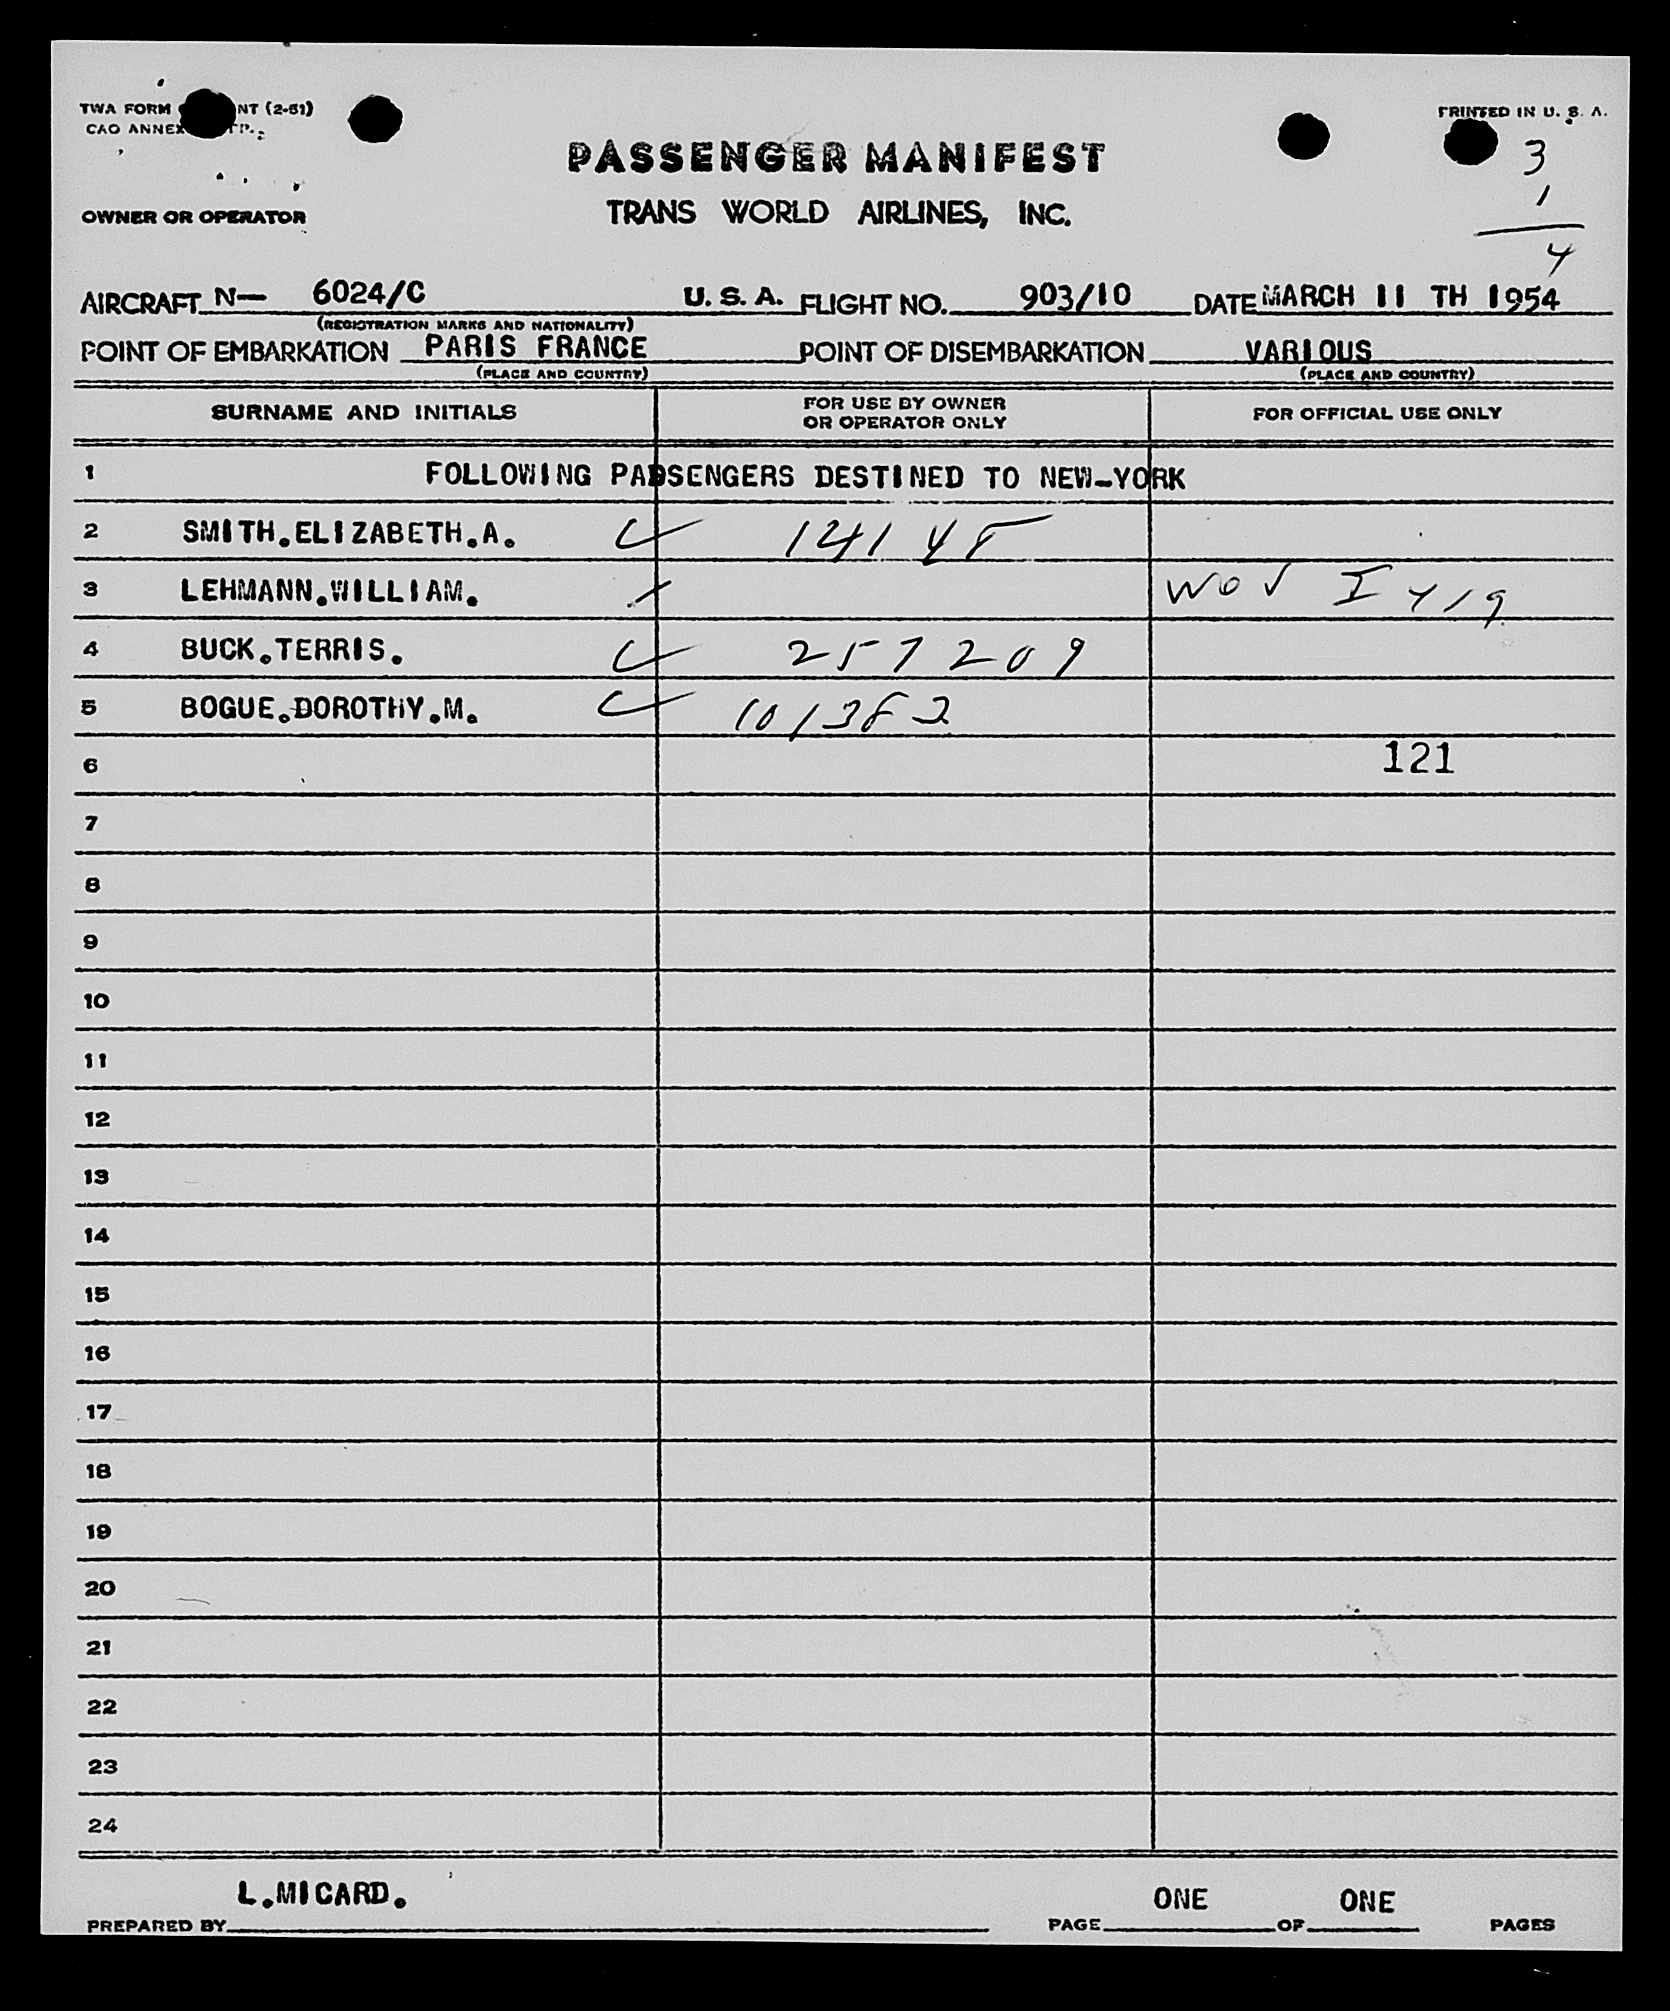 TWA FORM NT (2-51)
CAO ANNEX
PRINTED IN U. S. A.
PASSENGER MANIFEST
3
1
4
OWNER OR OPERATOR
TRANS WORLD AIRLINES, INC.
AIRCRAFT N— 6024/C U. S. A. FLIGHT NO. 903/10 DATE MARCH 11 TH 1954
(REGISTRATION MARKS AND NATIONALITY)
POINT OF EMBARKATION PARIS FRANCE POINT OF DISEMBARKATION VARIOUS
(PLACE AND COUNTRY) (PLACE AND COUNTRY)
SURNAME AND INITIALS FOR USE BY OWNER OR OPERATOR ONLY FOR OFFICIAL USE ONLY
1 FOLLOWING PADSENGERS DESTINED TO NEW-YORK
2 SMITH.ELIZABETH.A.
3 LEHMANN.WILLIAM.
4 BUCK.TERRIS. 257209
5 BOGUE.DOROTHY.M. 101382
6 121
7
8
9
10
11
12
13
14
15
16
17
18
19
20
21
22
23
24
PREPARED BY L.MICARD. PAGE ONE OF ONE PAGES